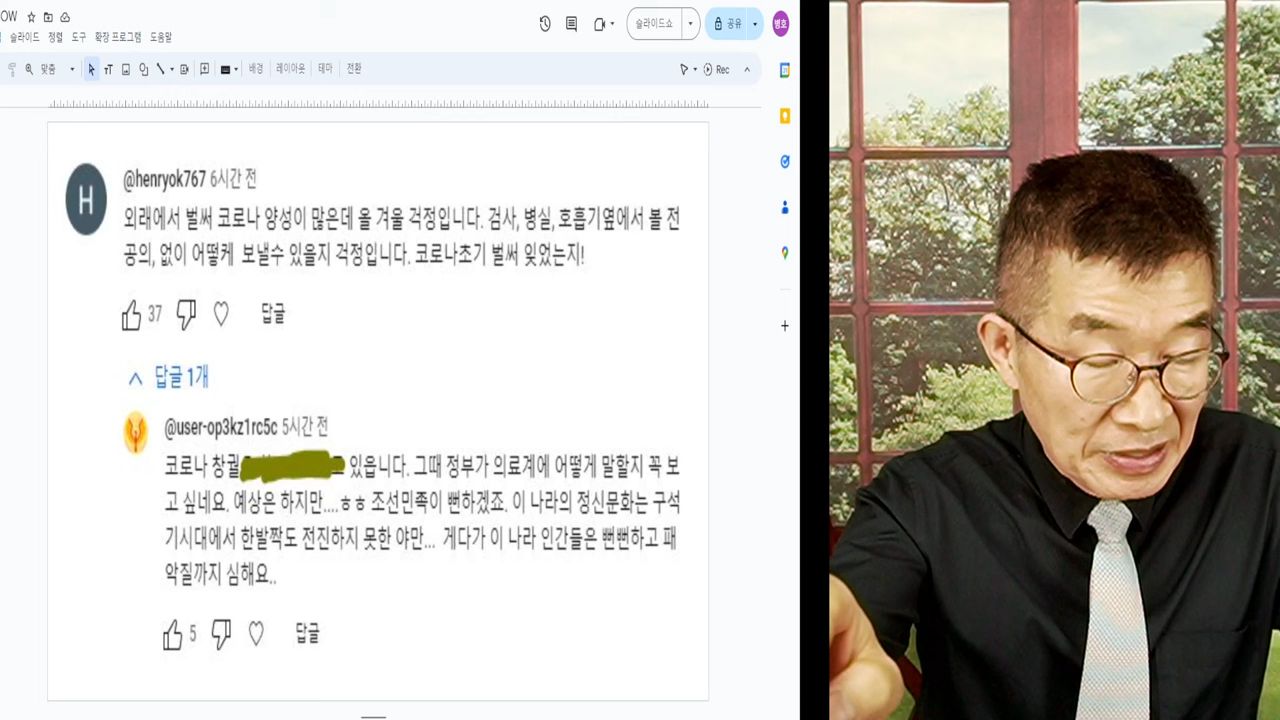 OW
슬라이드쇼
공유
병호
슬라이드 정렬 도구 확장 프로그램 도움말
맞춤
배경 레이아웃 테마 전환
Rec
H
@henryok767 6시간 전
외래에서 벌써 코로나 양성이 많은데 올 겨울 걱정입니다. 검사, 병실, 호흡기옆에서 볼 전
공의, 없이 어떻케 보낼수 있을지 걱정입니다. 코로나초기 벌써 잊었는지!
37 답글
답글 1개
@user-op3kz1rc5c 5시간 전
코로나 창궐 있읍니다. 그때 정부가 의료계에 어떻게 말할지 꼭 보
고 싶네요. 예상은 하지만....ㅎㅎ 조선민족이 뻔하겠죠. 이 나라의 정신문화는 구석
기시대에서 한발짝도 전진하지 못한 야만... 게다가 이 나라 인간들은 뻔뻔하고 패
악질까지 심해요..
5 답글